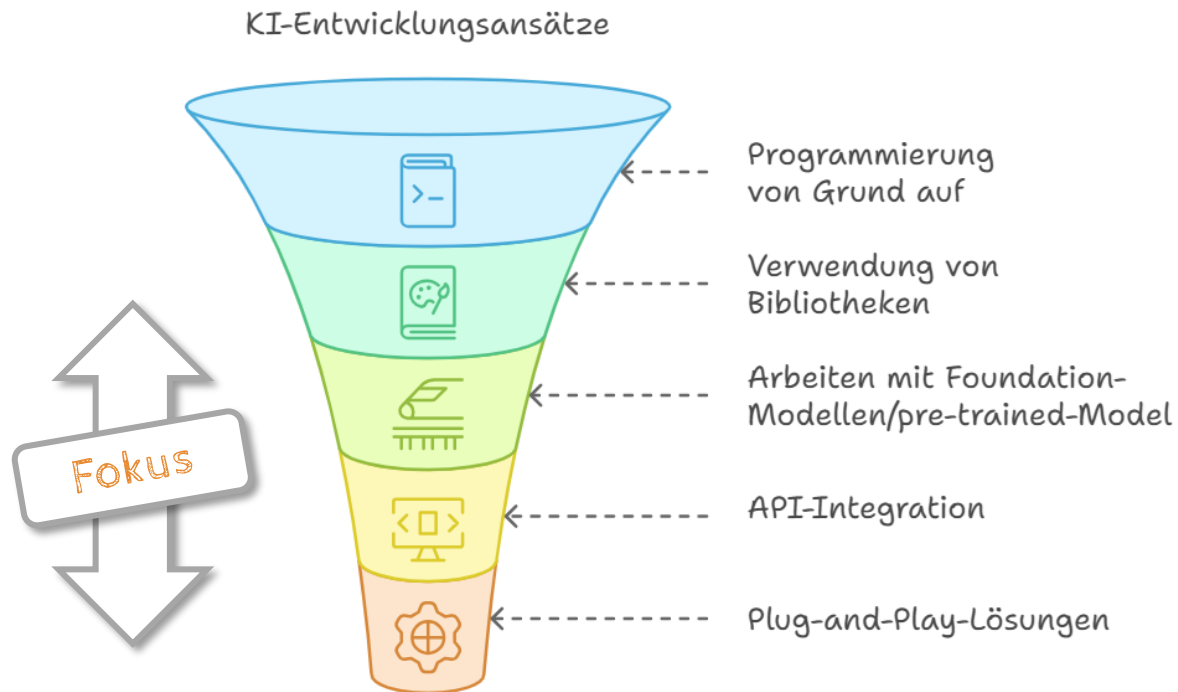 KI-Entwicklungsansätze
Programmierung
von Grund auf
Verwendung von
Bibliotheken
Arbeiten mit Foundation-
Modellen/pre-trained-Model
Fokus
API-Integration
Plug-and-Play-Lösungen